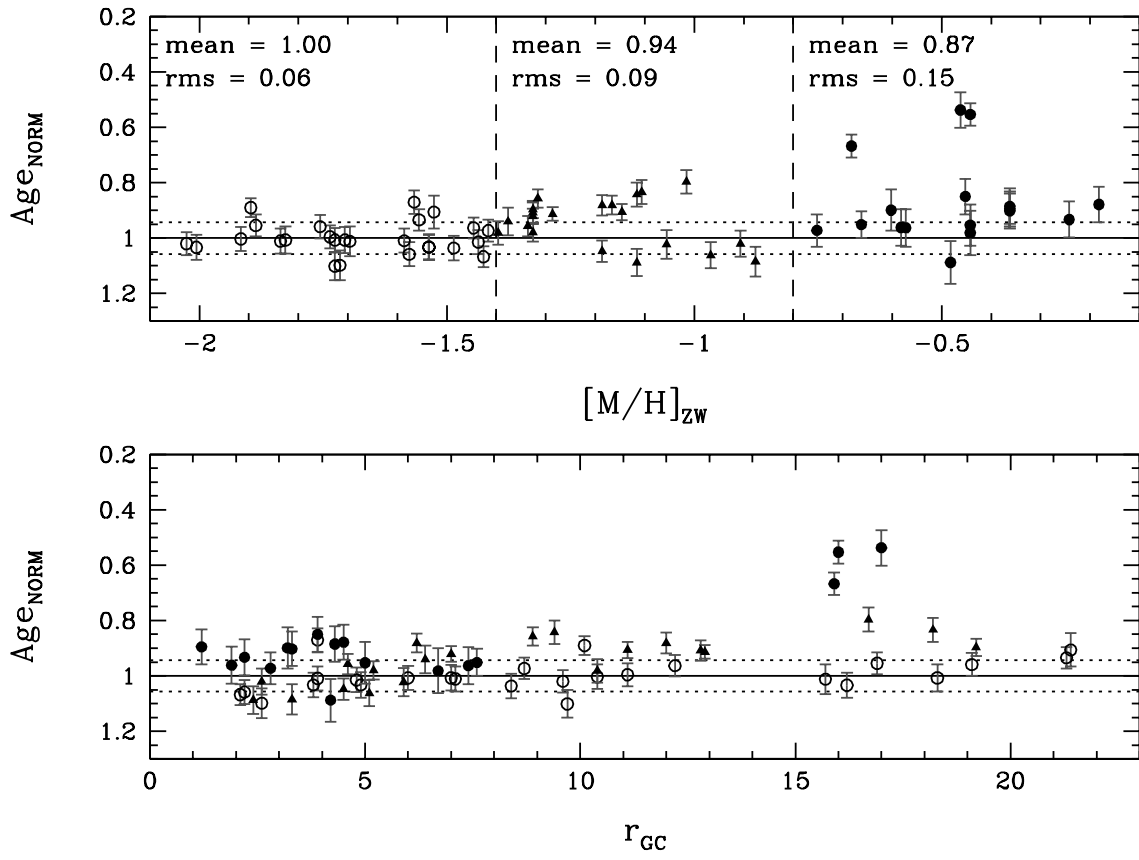 mean = 1.00
rms = 0.06
mean = 0.94
rms = 0.09
mean = 0.87
rms = 0.15
0.2
0.4
0.6
0.8
1
1.2
Age_NORM
−2
−1.5
−1
−0.5
[M/H]_ZW
0.2
0.4
0.6
0.8
1
1.2
Age_NORM
0
5
10
15
20
r_GC